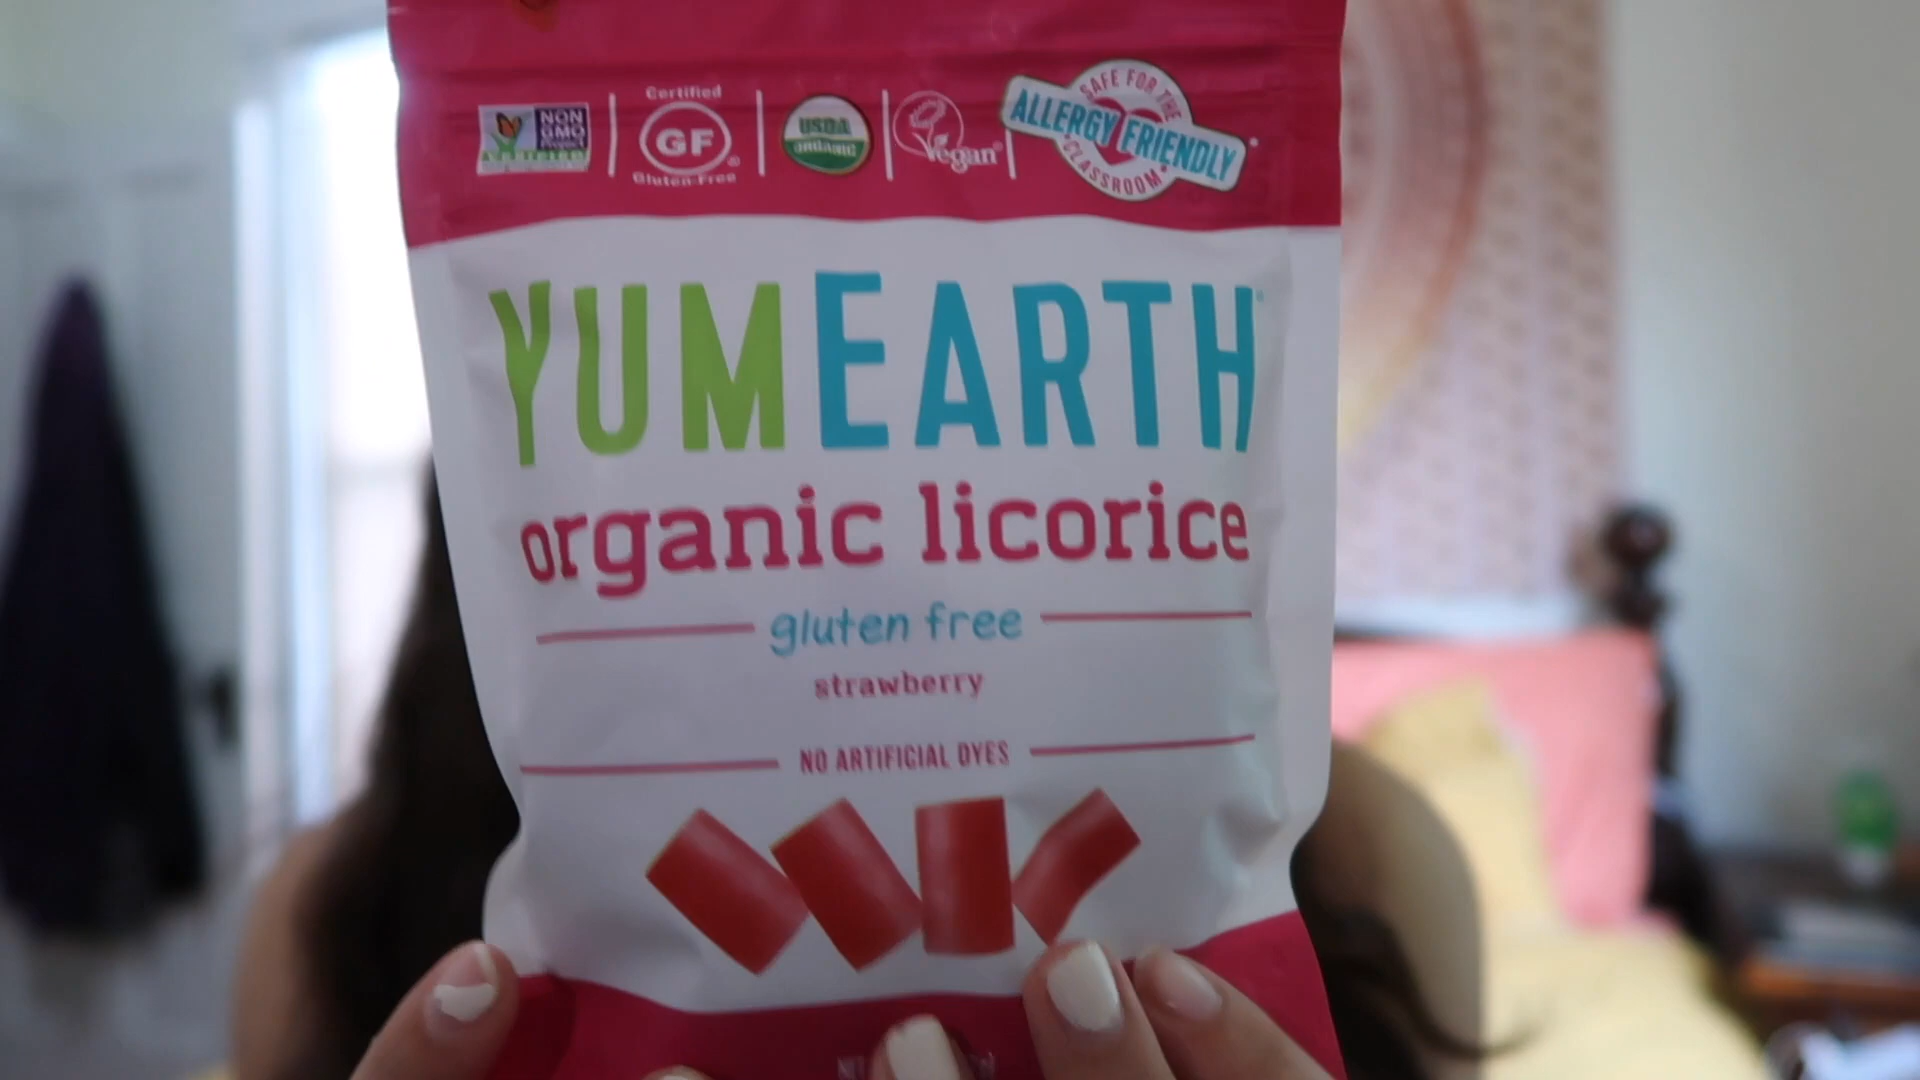 NON
GMO
Project
Certified
GF
Gluten-Free
USDA
ORGANIC
Vegan
SAFE FOR THE
ALLERGY FRIENDLY
CLASSROOM
YUMEARTH
organic licorice
gluten free
strawberry
NO ARTIFICIAL DYES